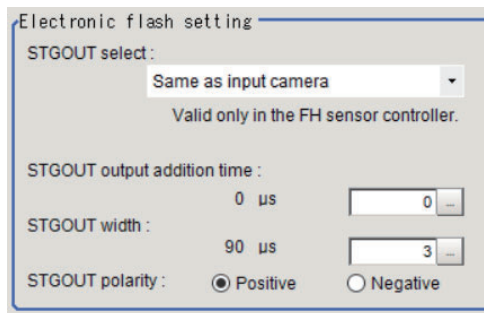 Electronic flash setting
STGOUT select :
Same as input camera
Valid only in the FH sensor controller.
STGOUT output addition time :
0 µs 0 ...
STGOUT width :
90 µs 3 ...
STGOUT polarity : Positive Negative